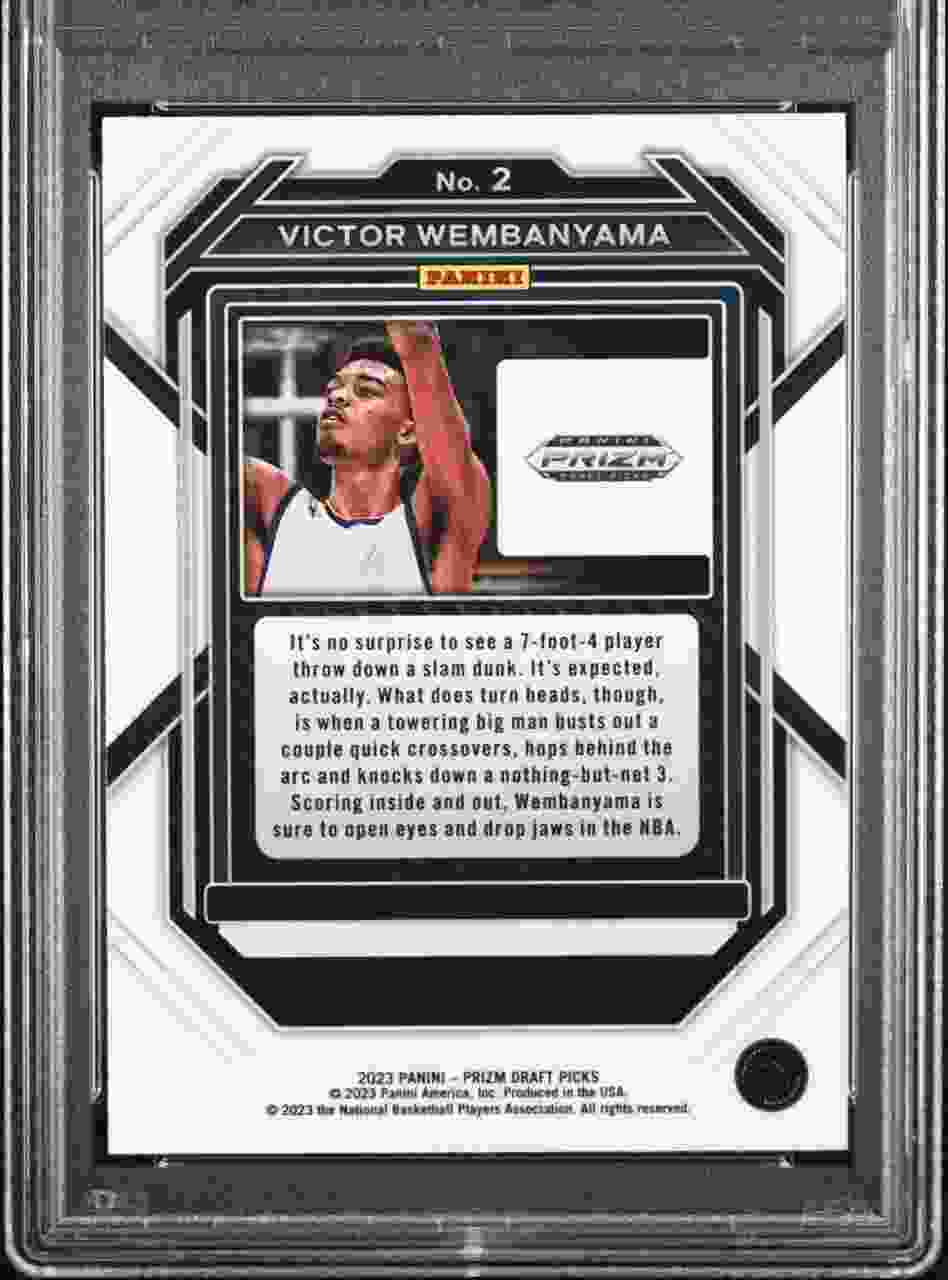 No. 2
VICTOR WEMBANYAMA
PANINI
PANINI
PRIZM
DRAFT PICKS
It's no surprise to see a 7-foot-4 player
throw down a slam dunk. It's expected,
actually. What does turn heads, though,
is when a towering big man busts out a
couple quick crossovers, hops behind the
arc and knocks down a nothing-but-net 3.
Scoring inside and out, Wembanyama is
sure to open eyes and drop jaws in the NBA.
2023 PANINI – PRIZM DRAFT PICKS
© 2023 Panini America, Inc. Produced in the USA.
© 2023 the National Basketball Players Association. All rights reserved.